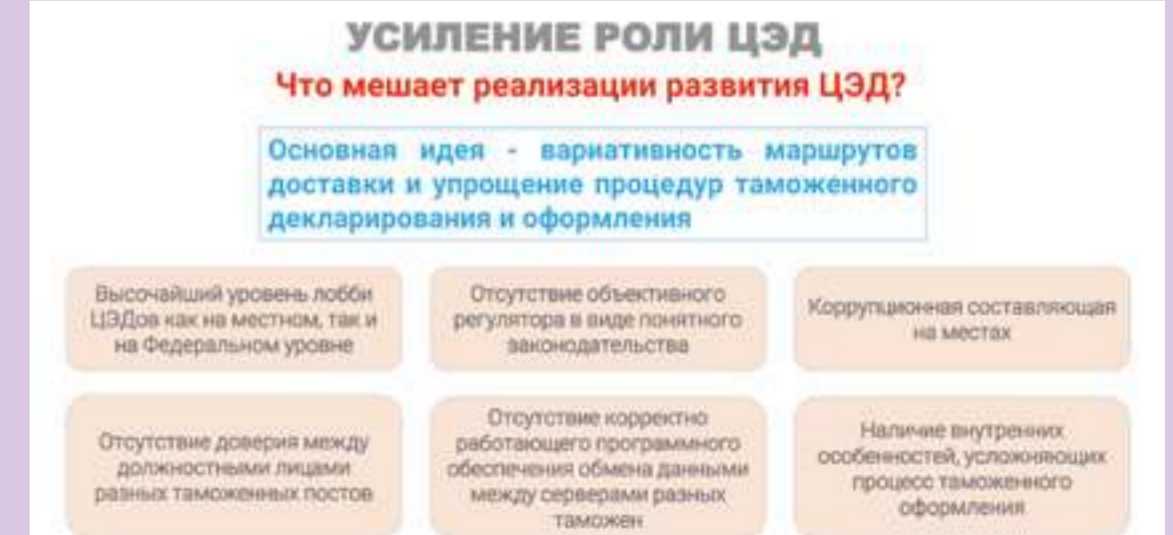 УСИЛЕНИЕ РОЛИ ЦЭД
Что мешает реализации развития ЦЭД?
Основная идея - вариативность маршрутов
доставки и упрощение процедур таможенного
декларирования и оформления
Высочайший уровень лобби
ЦЭДов как на местном, так и
на Федеральном уровне
Отсутствие объективного
регулятора в виде понятного
законодательства
Коррупционная составляющая
на местах
Отсутствие доверия между
должностными лицами
разных таможенных постов
Отсутствие корректно
работающего программного
обеспечения обмена данными
между серверами разных
таможен
Наличие внутренних
особенностей, усложняющих
процесс таможенного
оформления